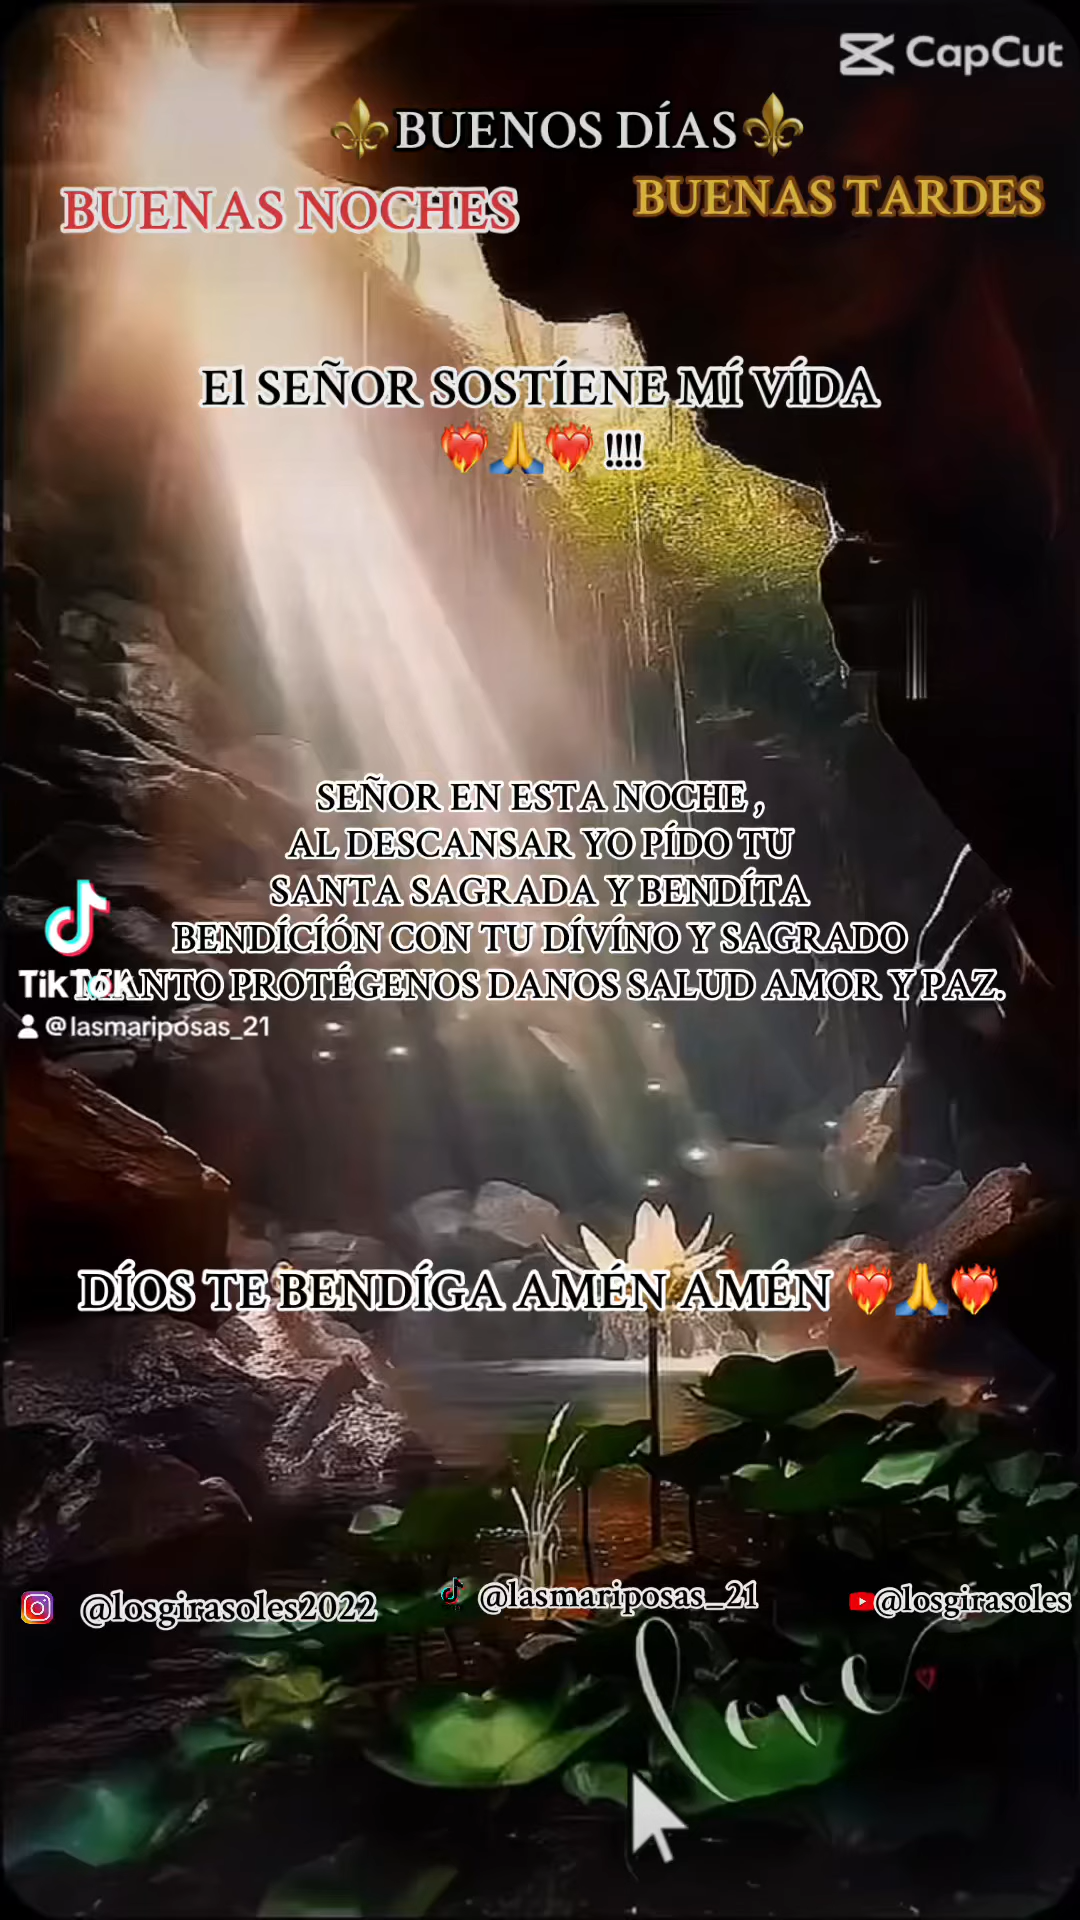 CapCut
⚜BUENOS DÍAS⚜
BUENAS NOCHES
BUENAS TARDES
El SEÑOR SOSTÍENE MÍ VÍDA
❤️‍🔥🙏❤️‍🔥 !!!!
SEÑOR EN ESTA NOCHE ,
AL DESCANSAR YO PÍDO TU
SANTA SAGRADA Y BENDÍTA
BENDÍCÍÓN CON TU DÍVÍNO Y SAGRADO
MANTO PROTÉGENOS DANOS SALUD AMOR Y PAZ.
TikTok
@lasmariposas_21
DÍOS TE BENDÍGA AMÉN AMÉN ❤️‍🔥🙏❤️‍🔥
@losgirasoles2022
@lasmariposas_21
@losgirasoles
love